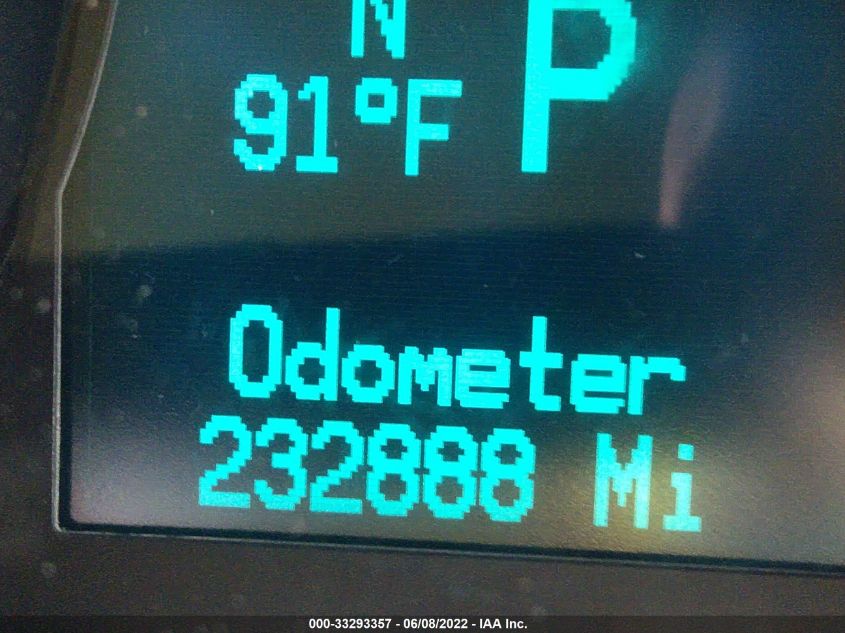 N
P
91°F
Odometer
232888 Mi
000-33293357 - 06/08/2022 - IAA Inc.